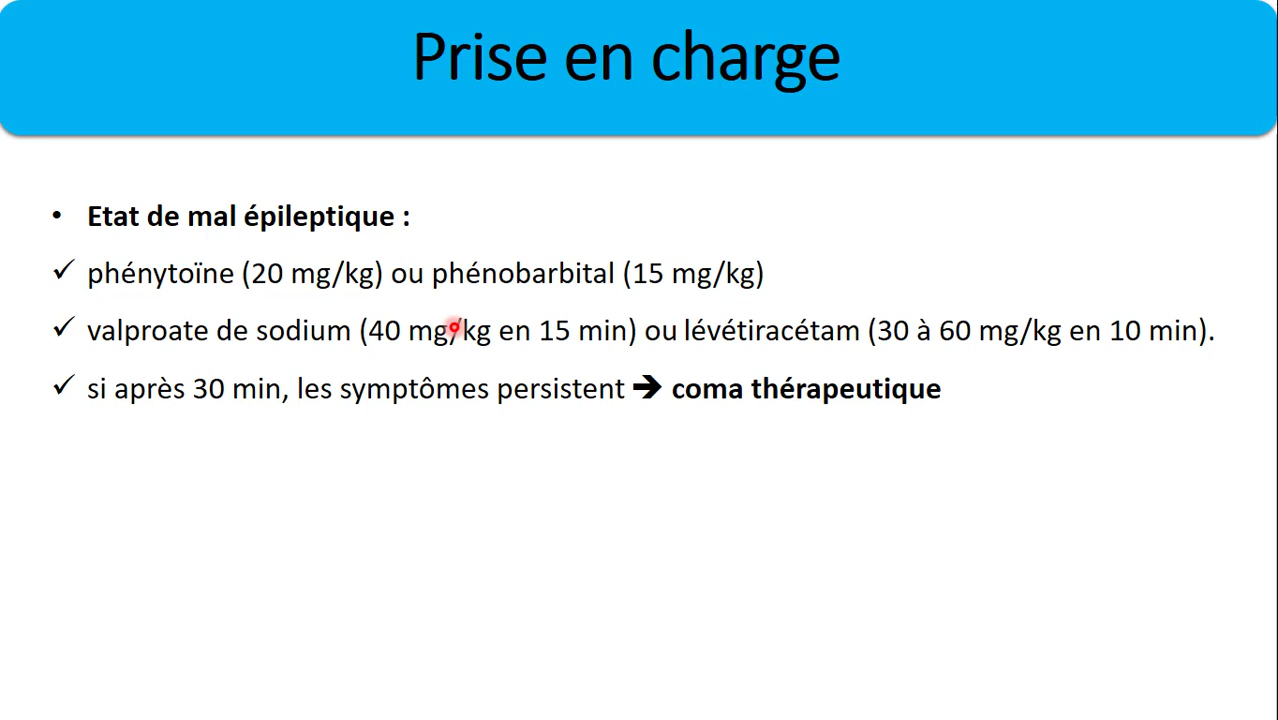 Prise en charge
• Etat de mal épileptique :
✓ phénytoïne (20 mg/kg) ou phénobarbital (15 mg/kg)
✓ valproate de sodium (40 mg/kg en 15 min) ou lévétiracétam (30 à 60 mg/kg en 10 min).
✓ si après 30 min, les symptômes persistent ➔ coma thérapeutique